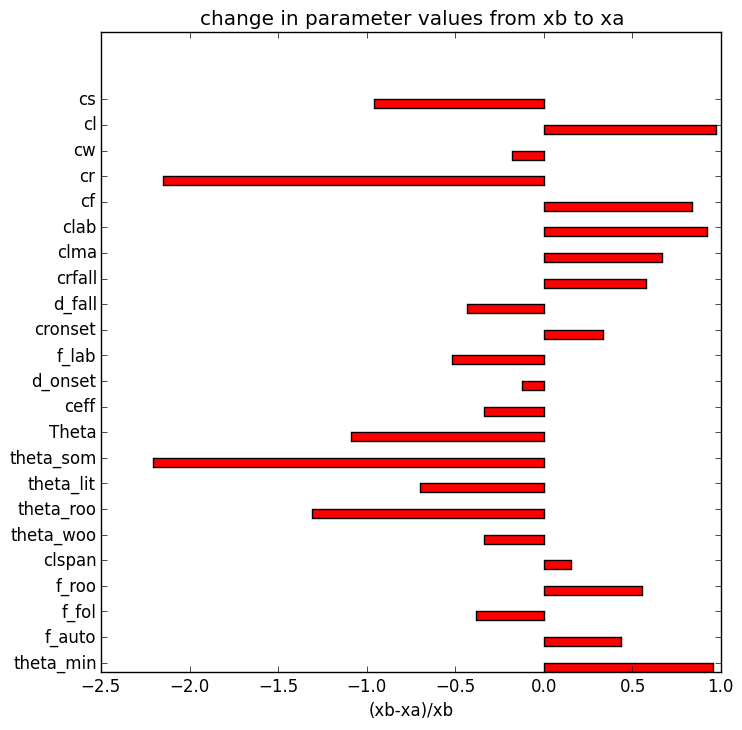 change in parameter values from xb to xa
cs
cl
cw
cr
cf
clab
clma
crfall
d_fall
cronset
f_lab
d_onset
ceff
Theta
theta_som
theta_lit
theta_roo
theta_woo
clspan
f_roo
f_fol
f_auto
theta_min
−2.5 −2.0 −1.5 −1.0 −0.5 0.0 0.5 1.0
(xb-xa)/xb